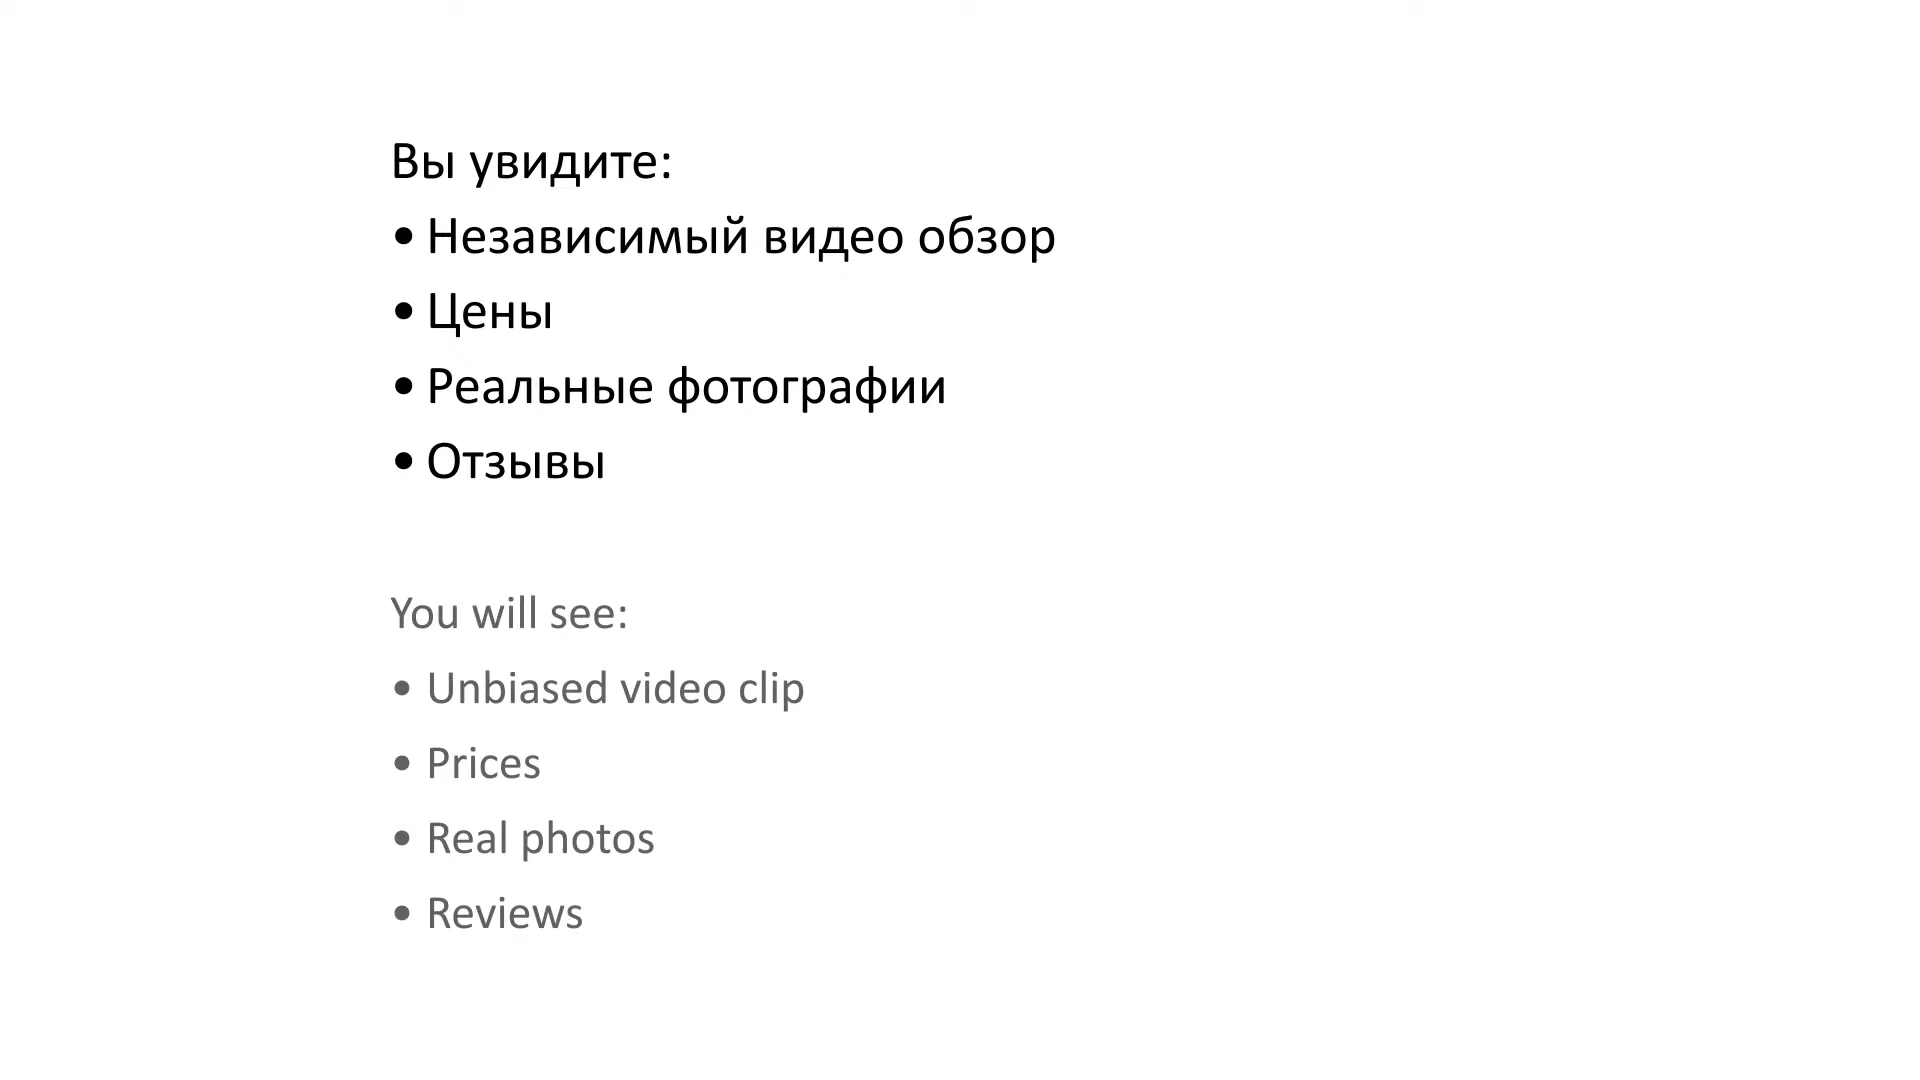 Вы увидите:
• Независимый видео обзор
• Цены
• Реальные фотографии
• Отзывы
You will see:
• Unbiased video clip
• Prices
• Real photos
• Reviews